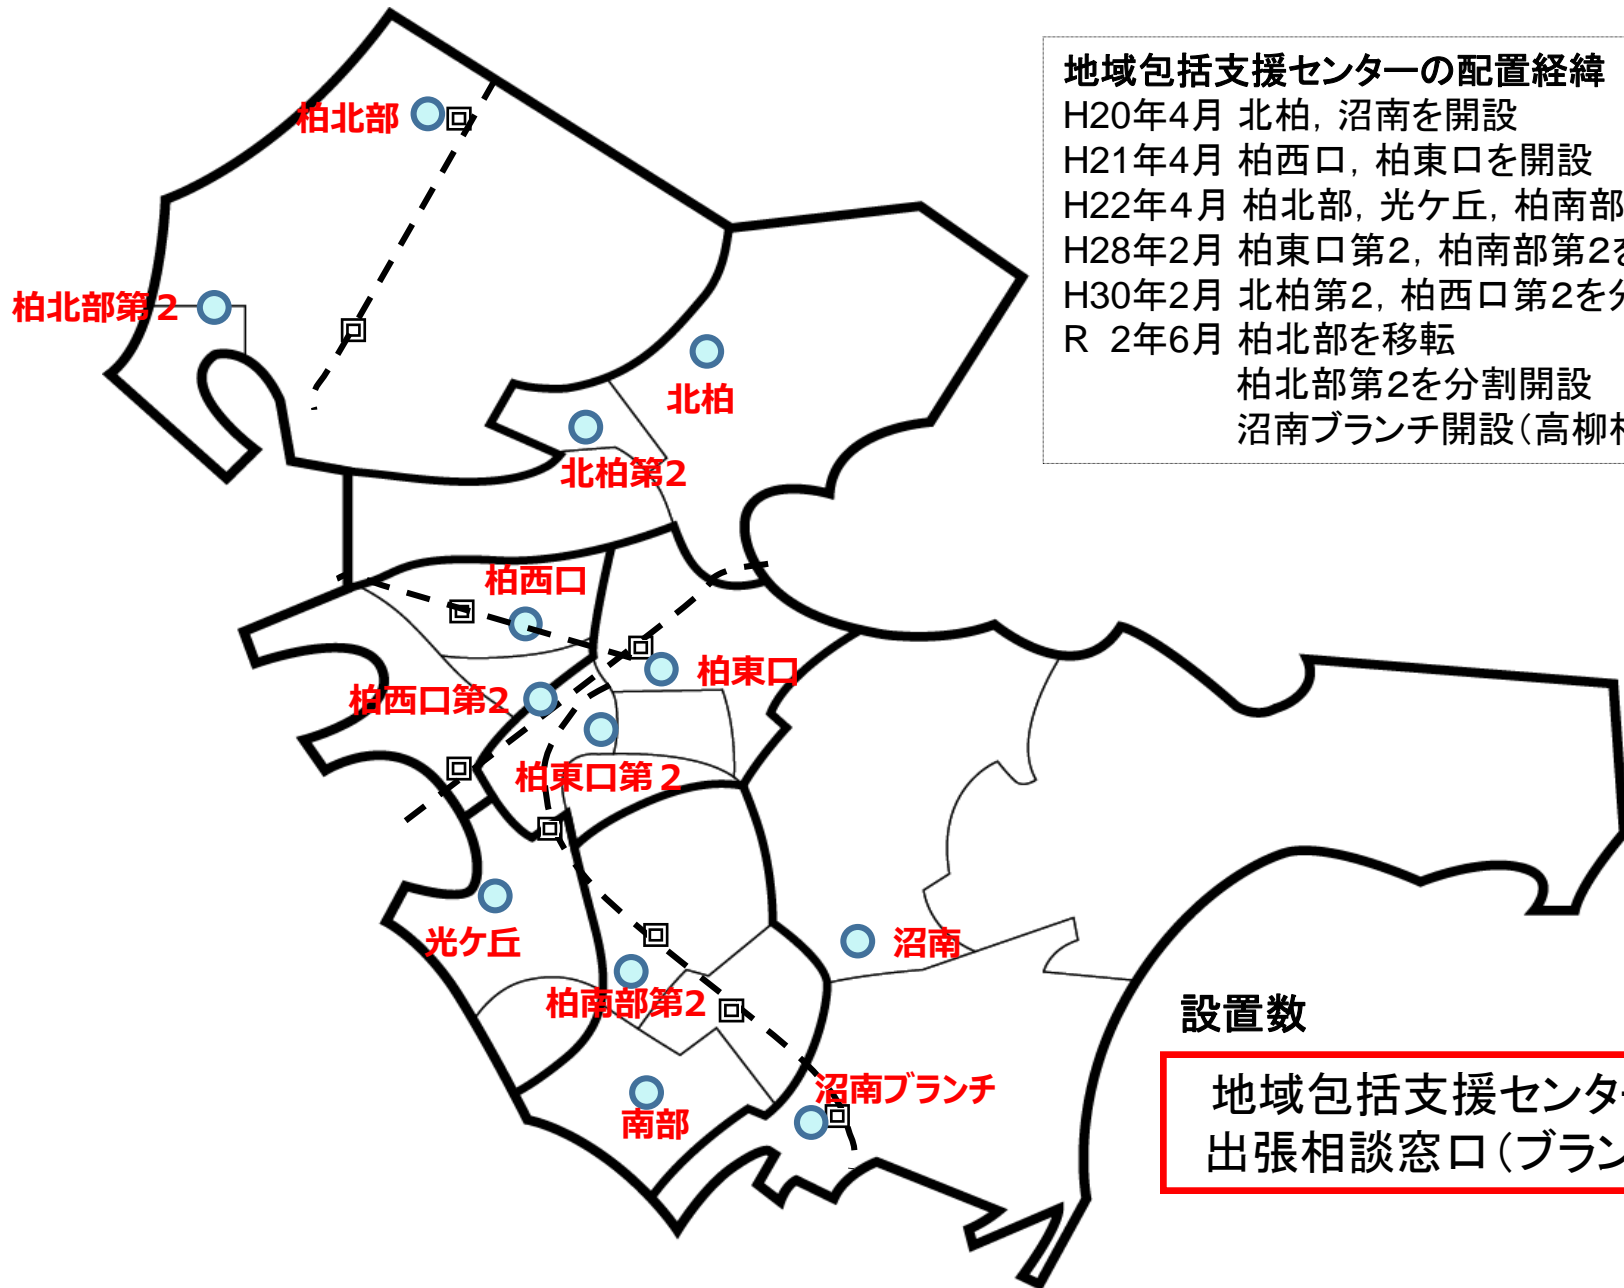 地域包括支援センターの配置経緯
H20年4月 北柏, 沼南を開設
H21年4月 柏西口, 柏東口を開設
H22年4月 柏北部, 光ケ丘, 柏南部
H28年2月 柏東口第2, 柏南部第2を
H30年2月 北柏第2, 柏西口第2を分
R 2年6月 柏北部を移転
柏北部第2を分割開設
沼南ブランチ開設(高柳
柏北部
柏北部第2
北柏
北柏第2
柏西口
柏東口
柏西口第2
柏東口第2
光ケ丘
沼南
柏南部第2
沼南ブランチ
南部
設置数
地域包括支援センター
出張相談窓口(ブラン